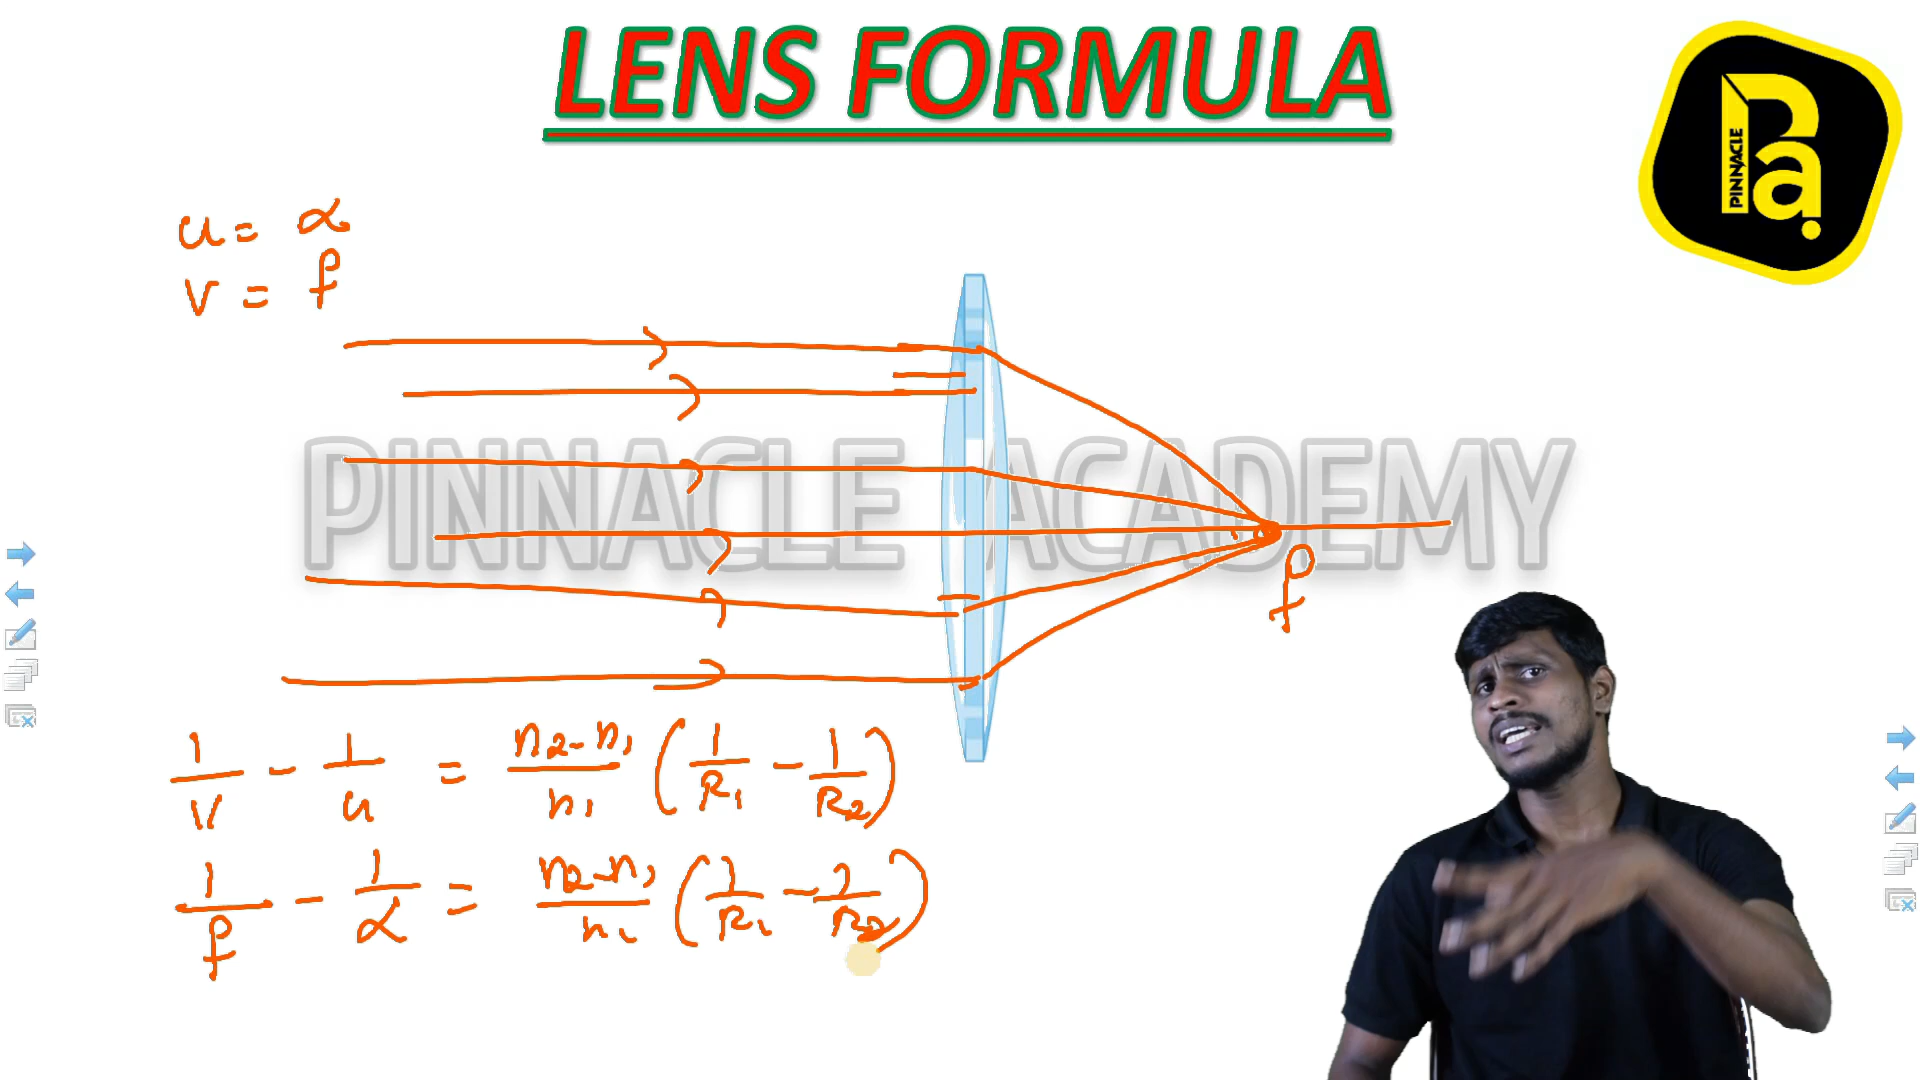 LENS FORMULA
PINNACLE
Pa
u = α
v = f
PINNACLE ACADEMY
f
1/v - 1/u = n2-n1/n1 (1/R1 - 1/R2)
1/f - 1/α = n2-n1/n1 (1/R1 - 1/R2)